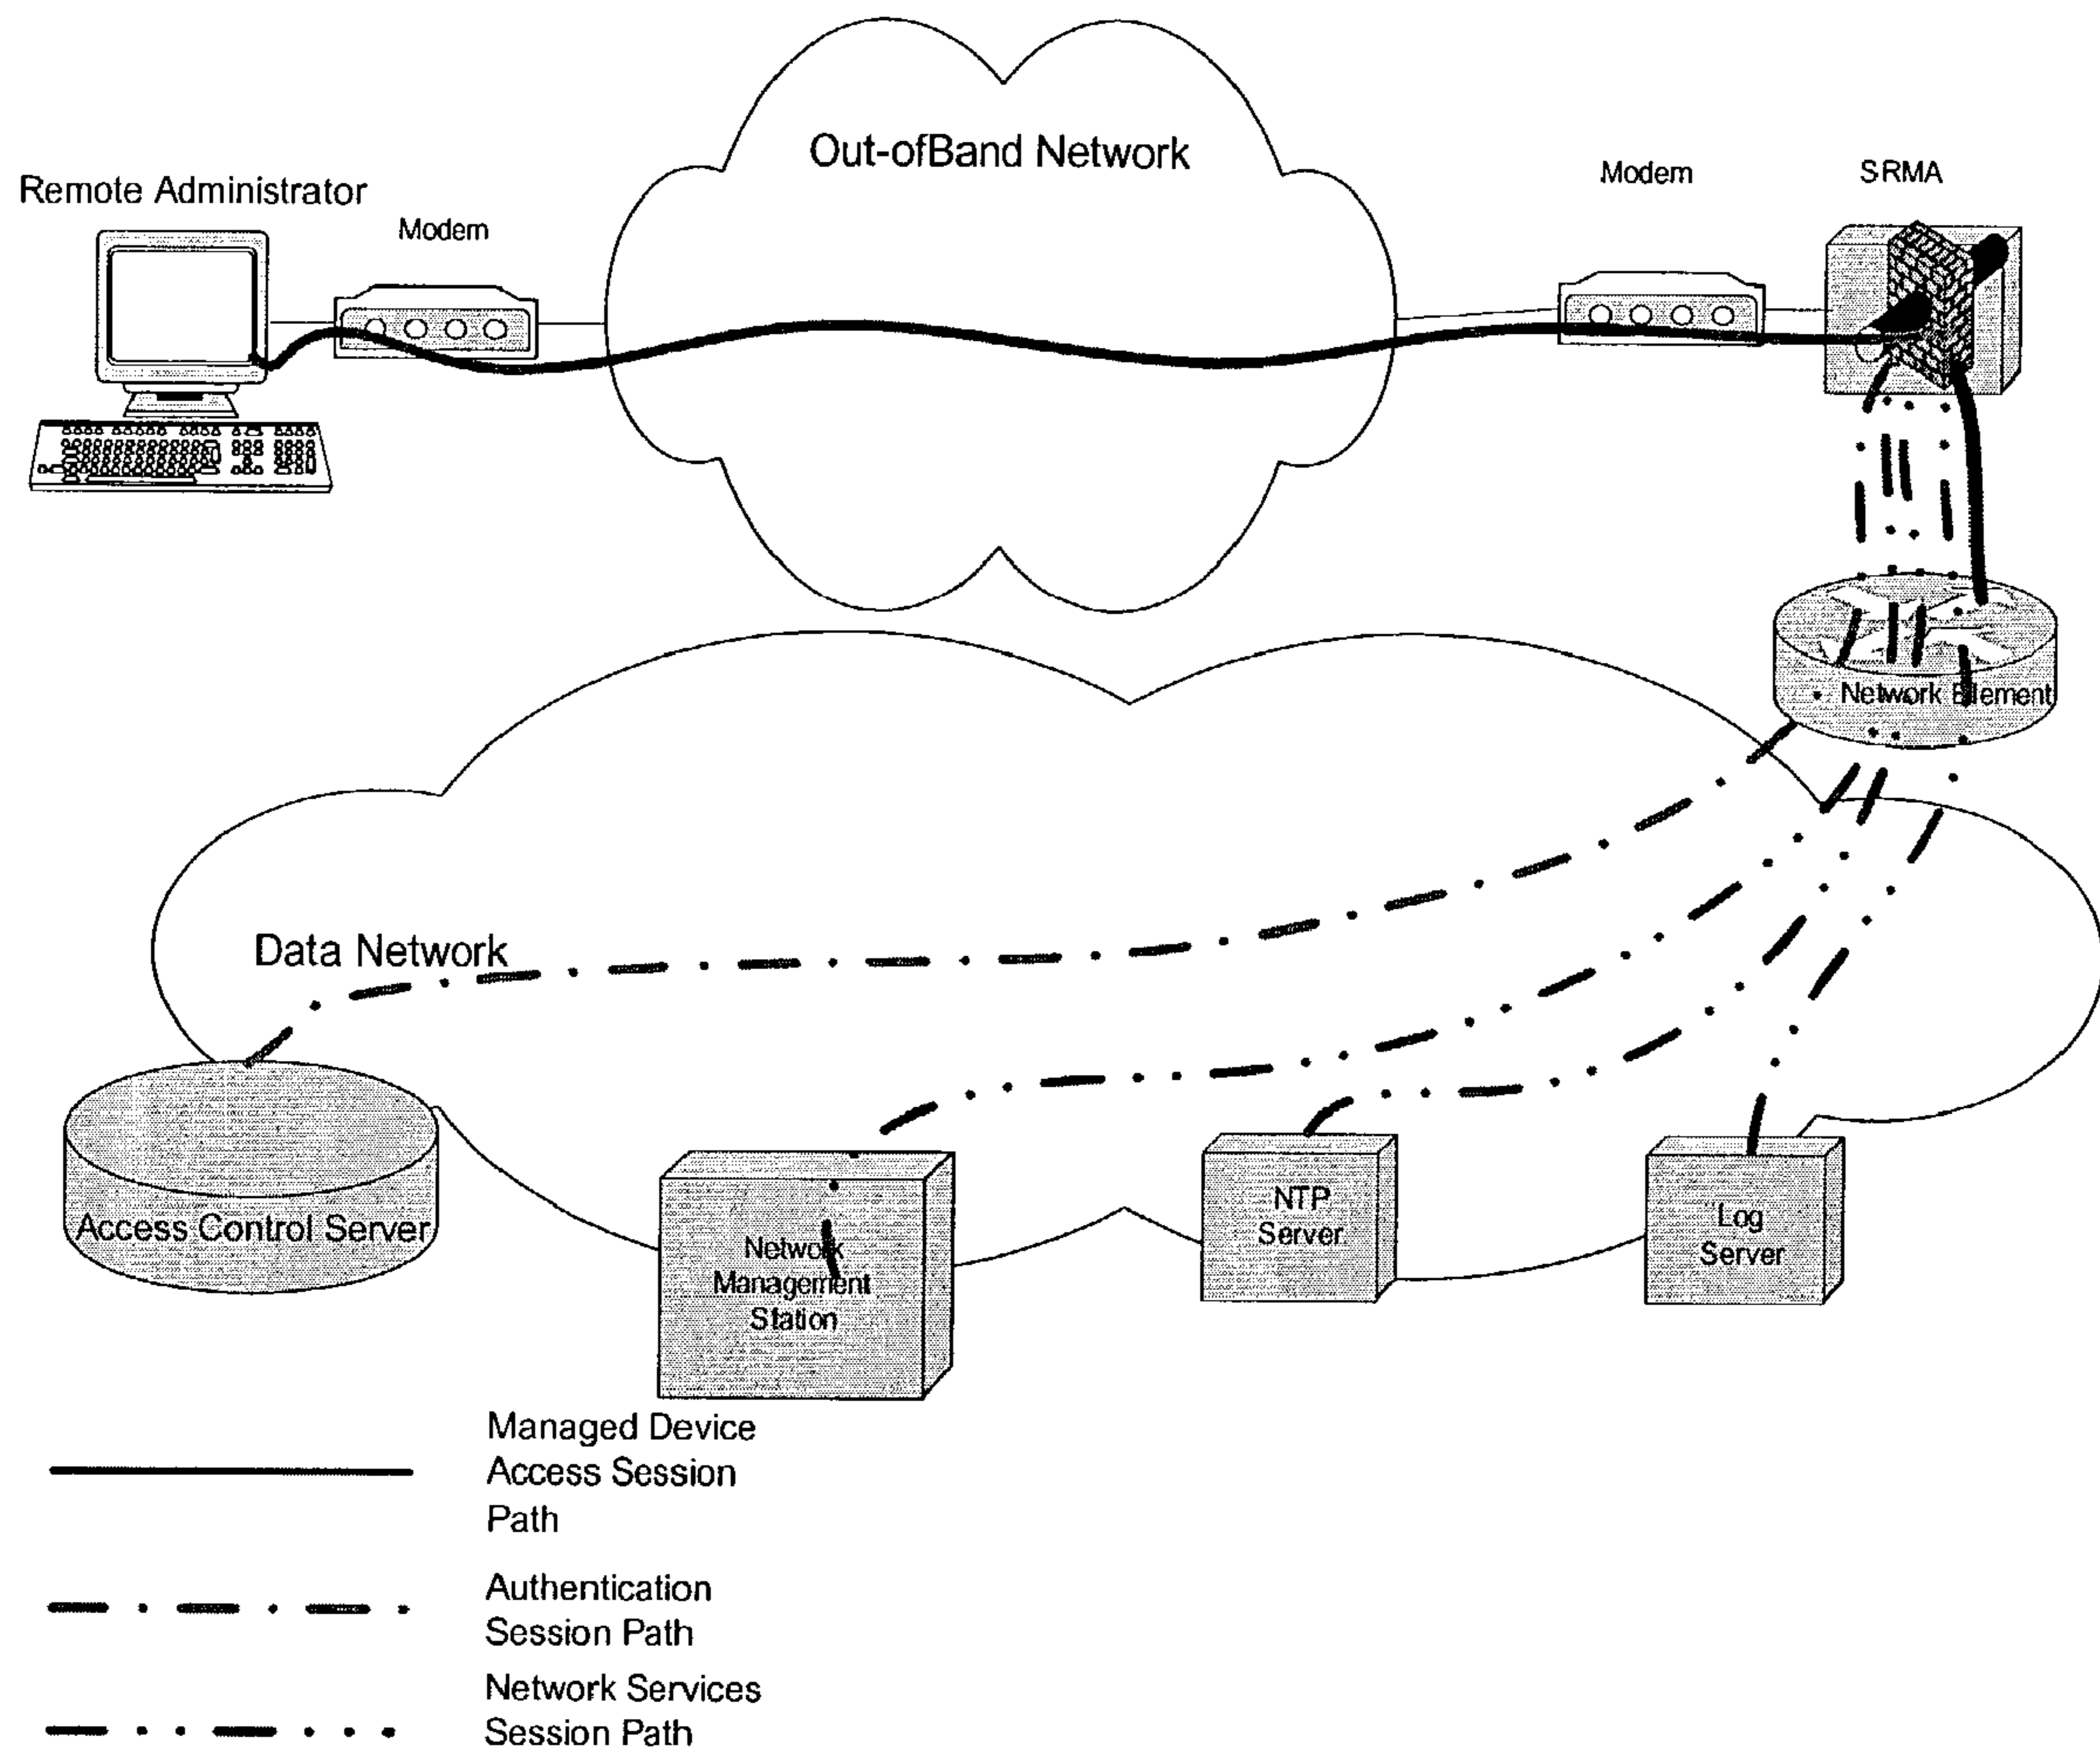 Out-ofBand Network
Remote Administrator
Modem
Modem
SRMA
Network Element
Data Network
Access Control Server
Network
Management
Station
NTP
Server
Log
Server
Managed Device
Access Session
Path
Authentication
Session Path
Network Services
Session Path